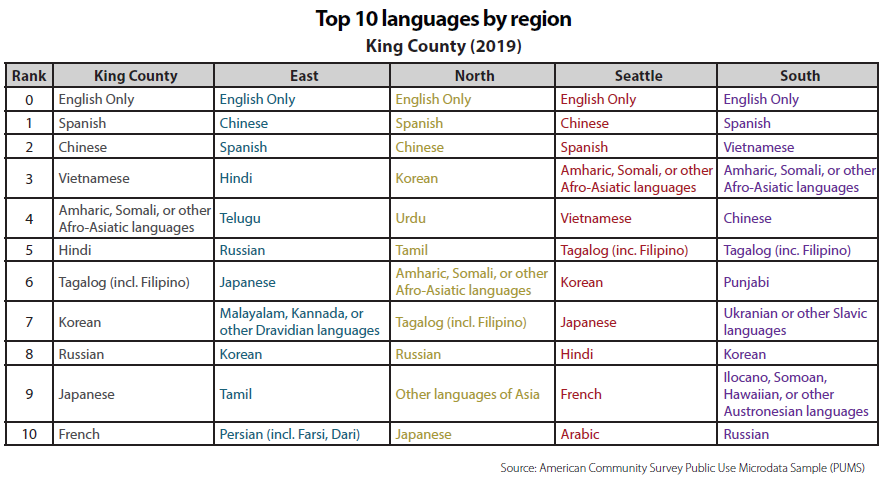 Top 10 languages by region
King County (2019)
Rank King County East North Seattle South
0 English Only English Only English Only English Only English Only
1 Spanish Chinese Spanish Chinese Spanish
2 Chinese Spanish Chinese Spanish Vietnamese
3 Vietnamese Hindi Korean Amharic, Somali, or other Afro-Asiatic languages Amharic, Somali, or other Afro-Asiatic languages
4 Amharic, Somali, or other Afro-Asiatic languages Telugu Urdu Vietnamese Chinese
5 Hindi Russian Tamil Tagalog (inc. Filipino) Tagalog (inc. Filipino)
6 Tagalog (incl. Filipino) Japanese Amharic, Somali, or other Afro-Asiatic languages Korean Punjabi
7 Korean Malayalam, Kannada, or other Dravidian languages Tagalog (incl. Filipino) Japanese Ukranian or other Slavic languages
8 Russian Korean Russian Hindi Korean
9 Japanese Tamil Other languages of Asia French Ilocano, Somoan, Hawaiian, or other Austronesian languages
10 French Persian (incl. Farsi, Dari) Japanese Arabic Russian
Source: American Community Survey Public Use Microdata Sample (PUMS)